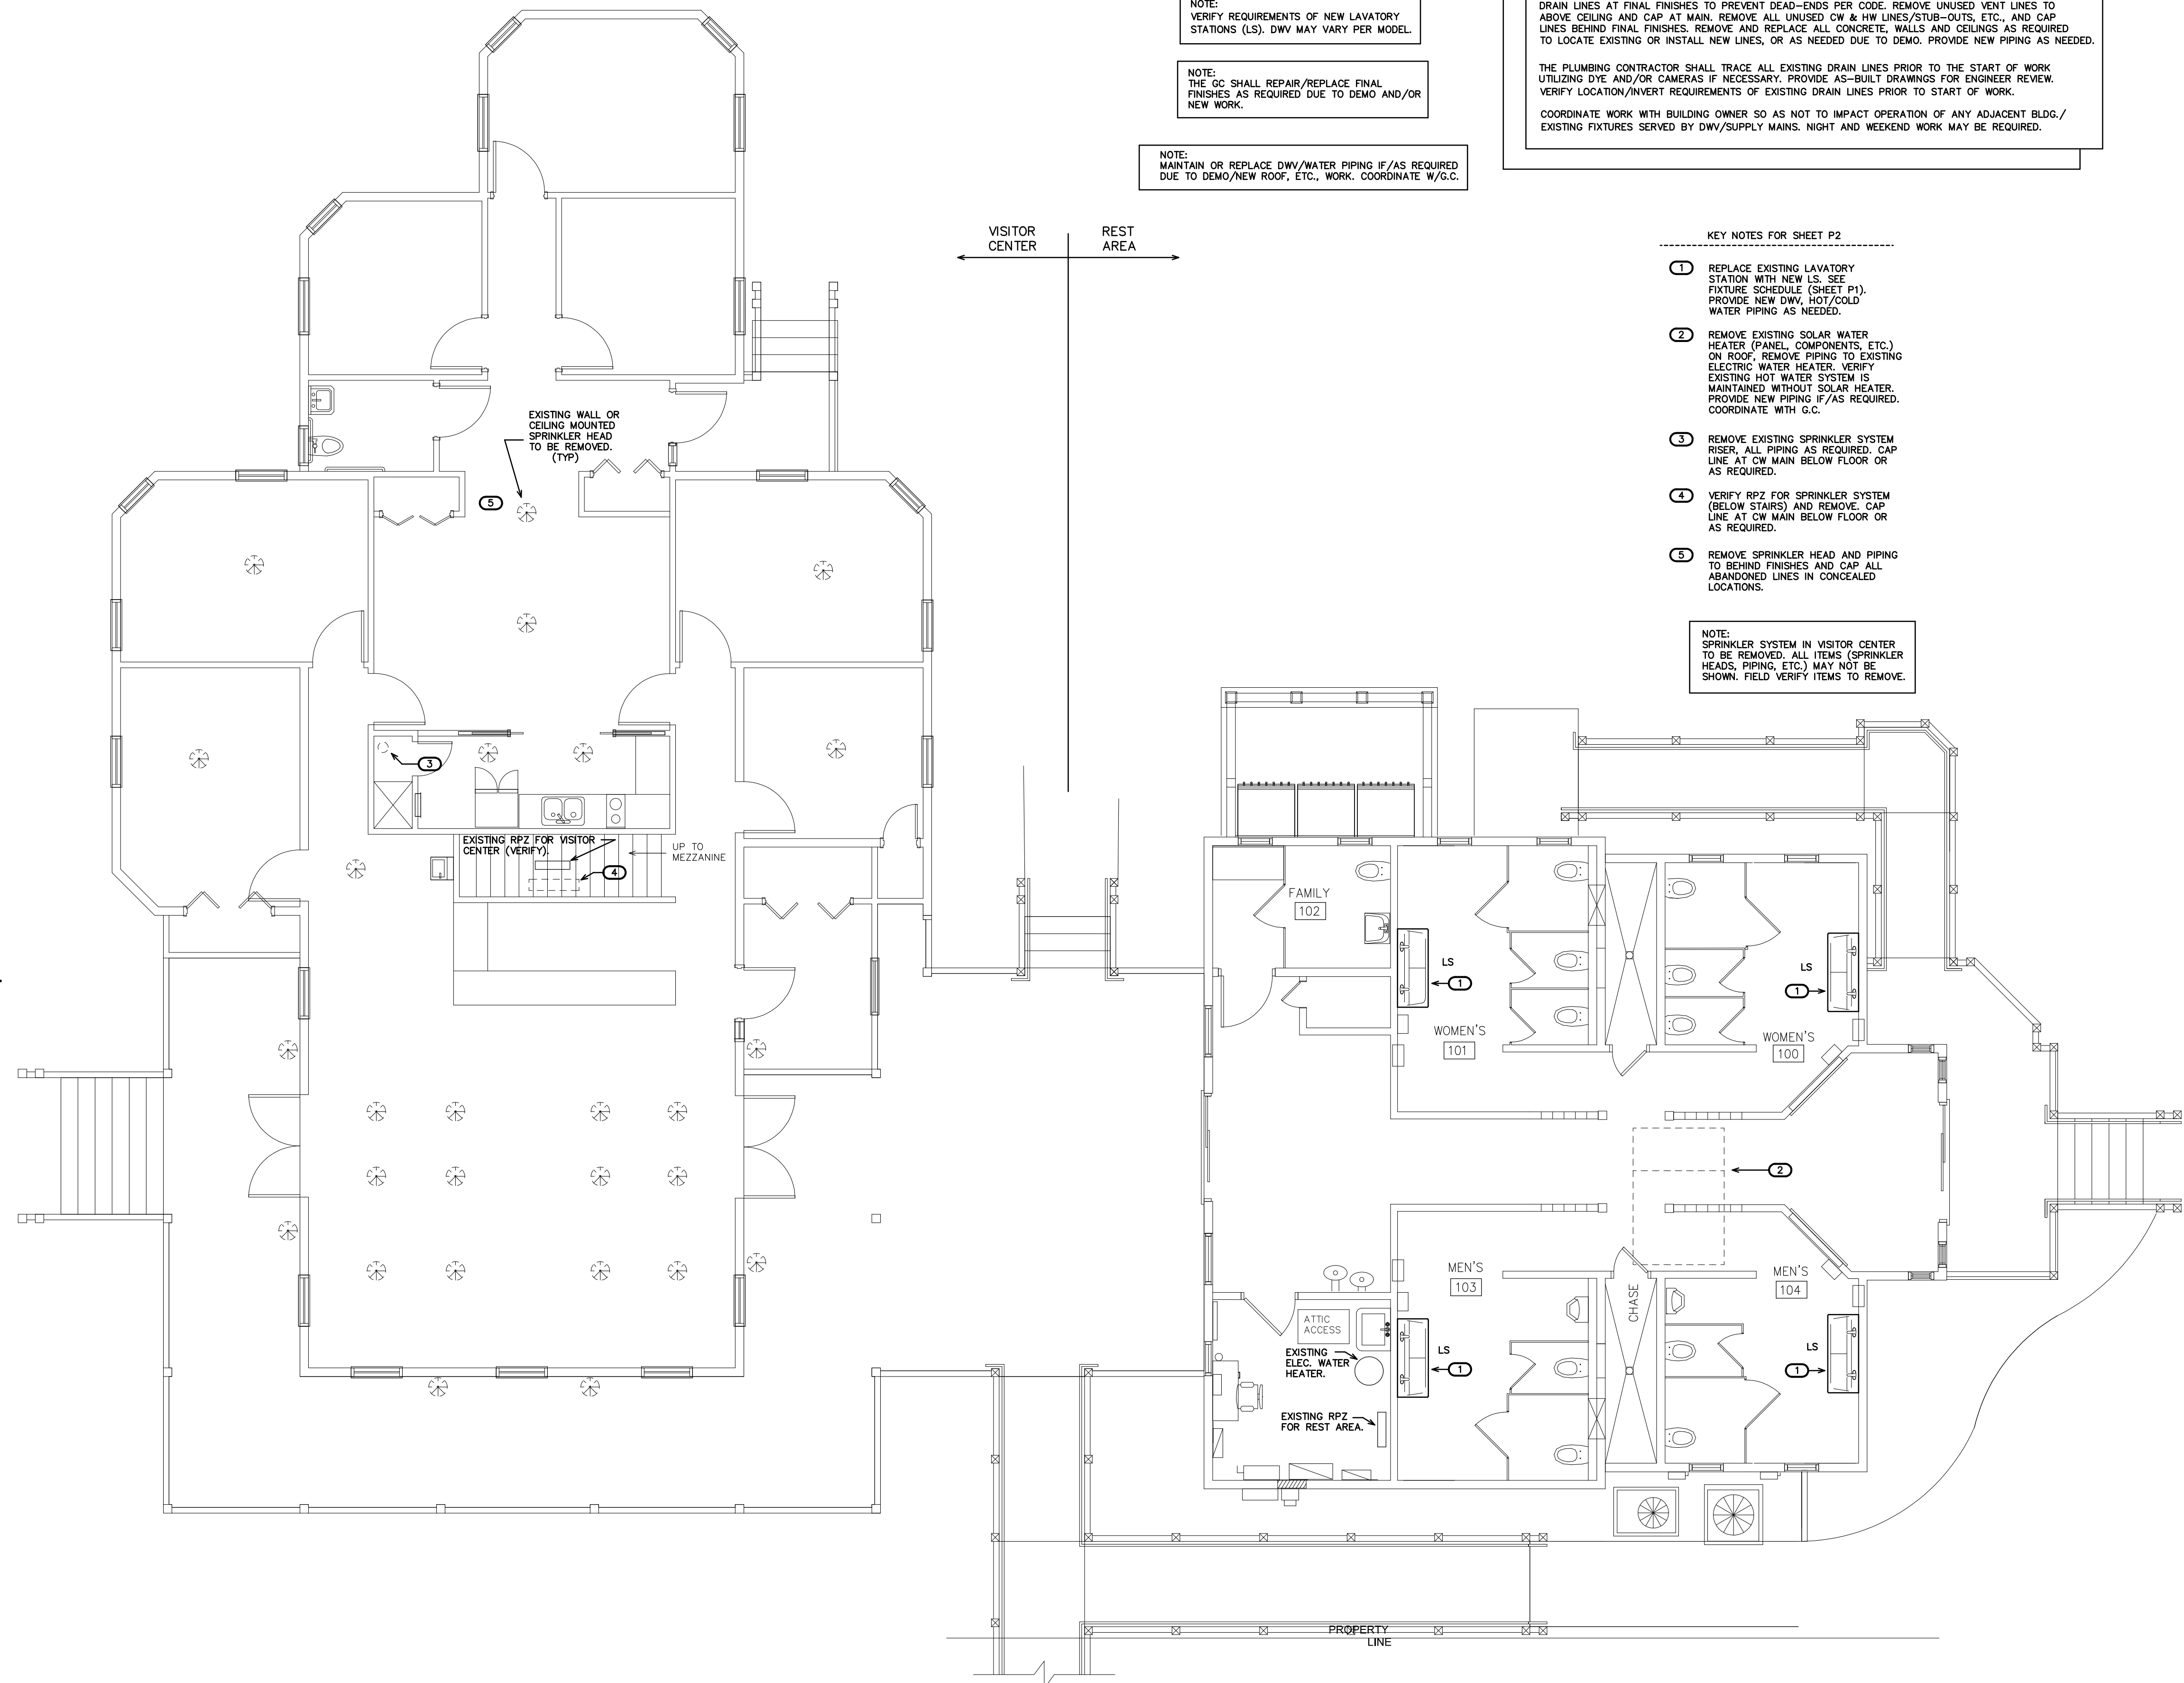 NOTE:
VERIFY REQUIREMENTS OF NEW LAVATORY
STATIONS (LS). DWV MAY VARY PER MODEL.
NOTE:
THE GC SHALL REPAIR/REPLACE FINAL
FINISHES AS REQUIRED DUE TO DEMO AND/OR
NEW WORK.
NOTE:
MAINTAIN OR REPLACE DWV/WATER PIPING IF/AS REQUIRED
DUE TO DEMO/NEW ROOF, ETC., WORK. COORDINATE W/G.C.
DRAIN LINES AT FINAL FINISHES TO PREVENT DEAD-ENDS PER CODE. REMOVE UNUSED VENT LINES TO
ABOVE CEILING AND CAP AT MAIN. REMOVE ALL UNUSED CW & HW LINES/STUB-OUTS, ETC., AND CAP
LINES BEHIND FINAL FINISHES. REMOVE AND REPLACE ALL CONCRETE, WALLS AND CEILINGS AS REQUIRED
TO LOCATE EXISTING OR INSTALL NEW LINES, OR AS NEEDED DUE TO DEMO. PROVIDE NEW PIPING AS NEEDED.
THE PLUMBING CONTRACTOR SHALL TRACE ALL EXISTING DRAIN LINES PRIOR TO THE START OF WORK
UTILIZING DYE AND/OR CAMERAS IF NECESSARY. PROVIDE AS-BUILT DRAWINGS FOR ENGINEER REVIEW.
VERIFY LOCATION/INVERT REQUIREMENTS OF EXISTING DRAIN LINES PRIOR TO START OF WORK.
COORDINATE WORK WITH BUILDING OWNER SO AS NOT TO IMPACT OPERATION OF ANY ADJACENT BLDG./
EXISTING FIXTURES SERVED BY DWV/SUPPLY MAINS. NIGHT AND WEEKEND WORK MAY BE REQUIRED.
VISITOR
CENTER
REST
AREA
KEY NOTES FOR SHEET P2
1 REPLACE EXISTING LAVATORY
STATION WITH NEW LS. SEE
FIXTURE SCHEDULE (SHEET P1).
PROVIDE NEW DWV, HOT/COLD
WATER PIPING AS NEEDED.
2 REMOVE EXISTING SOLAR WATER
HEATER (PANEL, COMPONENTS, ETC.)
ON ROOF, REMOVE PIPING TO EXISTING
ELECTRIC WATER HEATER. VERIFY
EXISTING HOT WATER SYSTEM IS
MAINTAINED WITHOUT SOLAR HEATER.
PROVIDE NEW PIPING IF/AS REQUIRED.
COORDINATE WITH G.C.
3 REMOVE EXISTING SPRINKLER SYSTEM
RISER, ALL PIPING AS REQUIRED. CAP
LINE AT CW MAIN BELOW FLOOR OR
AS REQUIRED.
4 VERIFY RPZ FOR SPRINKLER SYSTEM
(BELOW STAIRS) AND REMOVE. CAP
LINE AT CW MAIN BELOW FLOOR OR
AS REQUIRED.
5 REMOVE SPRINKLER HEAD AND PIPING
TO BEHIND FINISHES AND CAP ALL
ABANDONED LINES IN CONCEALED
LOCATIONS.
NOTE:
SPRINKLER SYSTEM IN VISITOR CENTER
TO BE REMOVED. ALL ITEMS (SPRINKLER
HEADS, PIPING, ETC.) MAY NOT BE
SHOWN. FIELD VERIFY ITEMS TO REMOVE.
EXISTING WALL OR
CEILING MOUNTED
SPRINKLER HEAD
TO BE REMOVED.
(TYP)
5
3
EXISTING RPZ FOR VISITOR
CENTER (VERIFY).
4
UP TO
MEZZANINE
FAMILY
102
LS
1
WOMEN'S
101
LS
1
WOMEN'S
100
2
MEN'S
103
CHASE
MEN'S
104
ATTIC
ACCESS
EXISTING
ELEC. WATER
HEATER.
LS
1
LS
1
EXISTING RPZ
FOR REST AREA.
PROPERTY
LINE